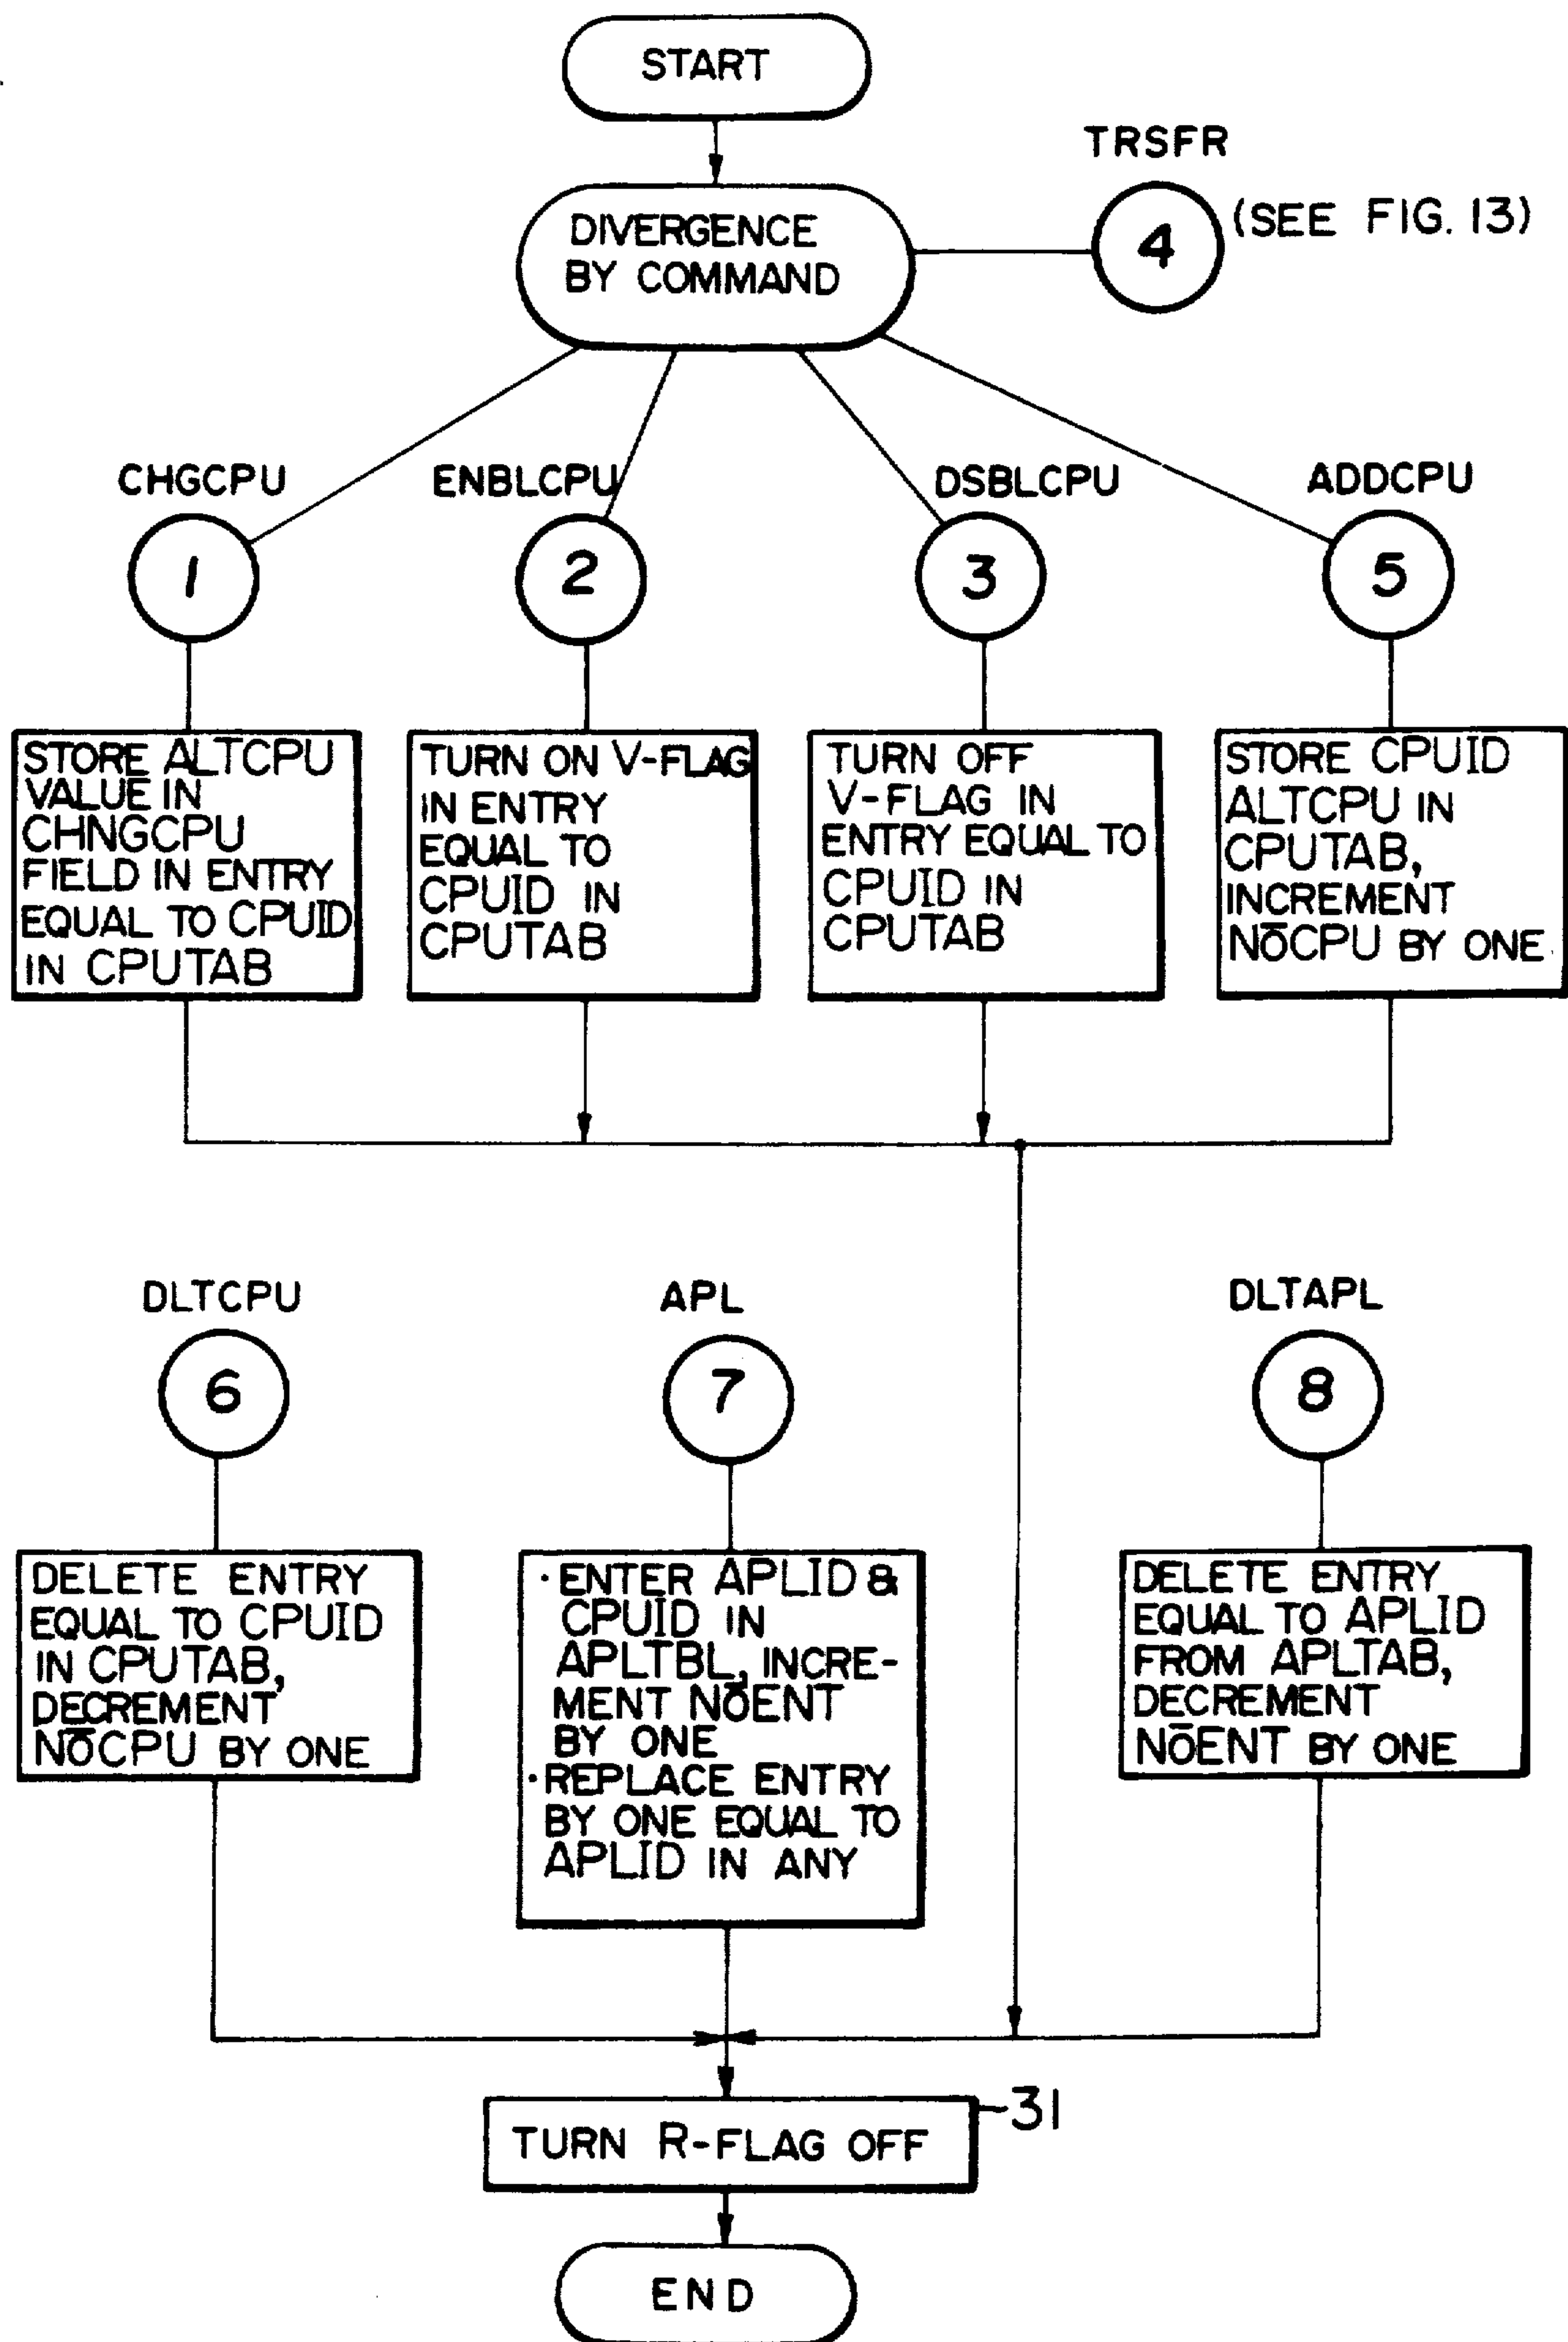 START
DIVERGENCE
BY COMMAND
TRSFR
4
(SEE FIG. 13)
CHGCPU
1
ENBLCPU
2
DSBLCPU
3
ADDCPU
5
STORE ALTCPU
VALUE IN
CHNGCPU
FIELD IN ENTRY
EQUAL TO CPUID
IN CPUTAB
TURN ON V-FLAG
IN ENTRY
EQUAL TO
CPUID IN
CPUTAB
TURN OFF
V-FLAG IN
ENTRY EQUAL TO
CPUID IN
CPUTAB
STORE CPUID
ALTCPU IN
CPUTAB,
INCREMENT
NŌCPU BY ONE
DLTCPU
6
APL
7
DLTAPL
8
DELETE ENTRY
EQUAL TO CPUID
IN CPUTAB,
DECREMENT
NŌCPU BY ONE
·ENTER APLID &
CPUID IN
APLTBL, INCRE-
MENT NŌENT
BY ONE
·REPLACE ENTRY
BY ONE EQUAL TO
APLID IN ANY
DELETE ENTRY
EQUAL TO APLID
FROM APLTAB,
DECREMENT
NŌENT BY ONE
31
TURN R-FLAG OFF
END